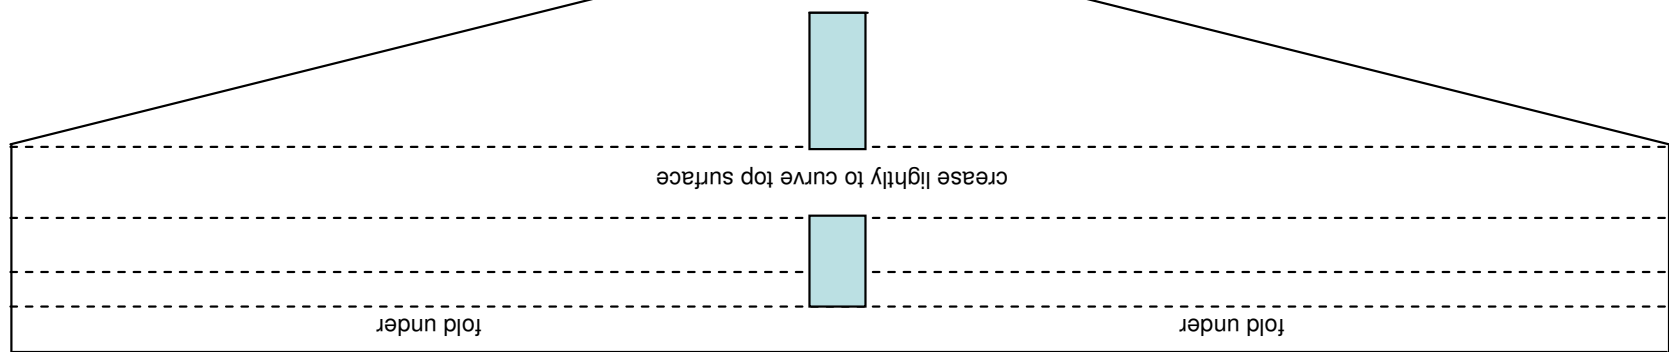 fold under
fold under
crease lightly to curve top surface